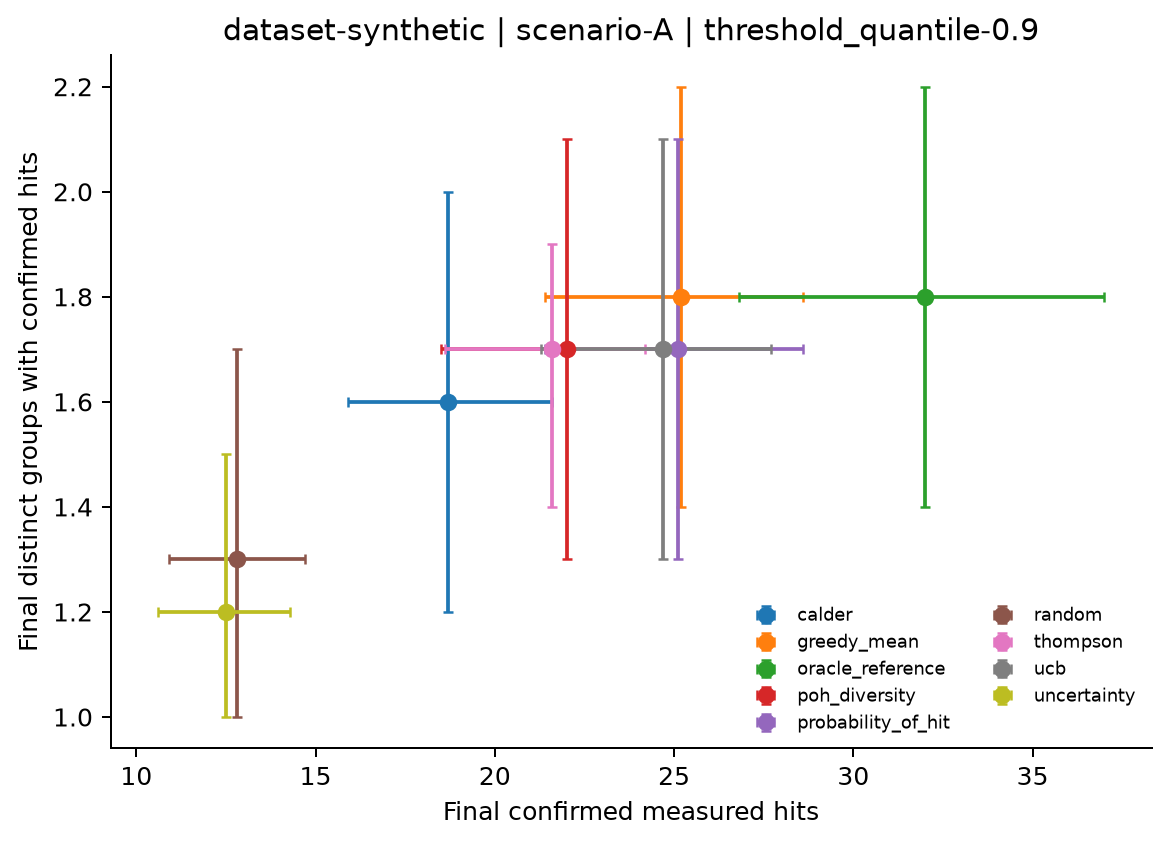 dataset-synthetic | scenario-A | threshold_quantile-0.9
Final distinct groups with confirmed hits
2.2
2.0
1.8
1.6
1.4
1.2
1.0
10
15
20
25
30
35
Final confirmed measured hits
calder
greedy_mean
oracle_reference
poh_diversity
probability_of_hit
random
thompson
ucb
uncertainty